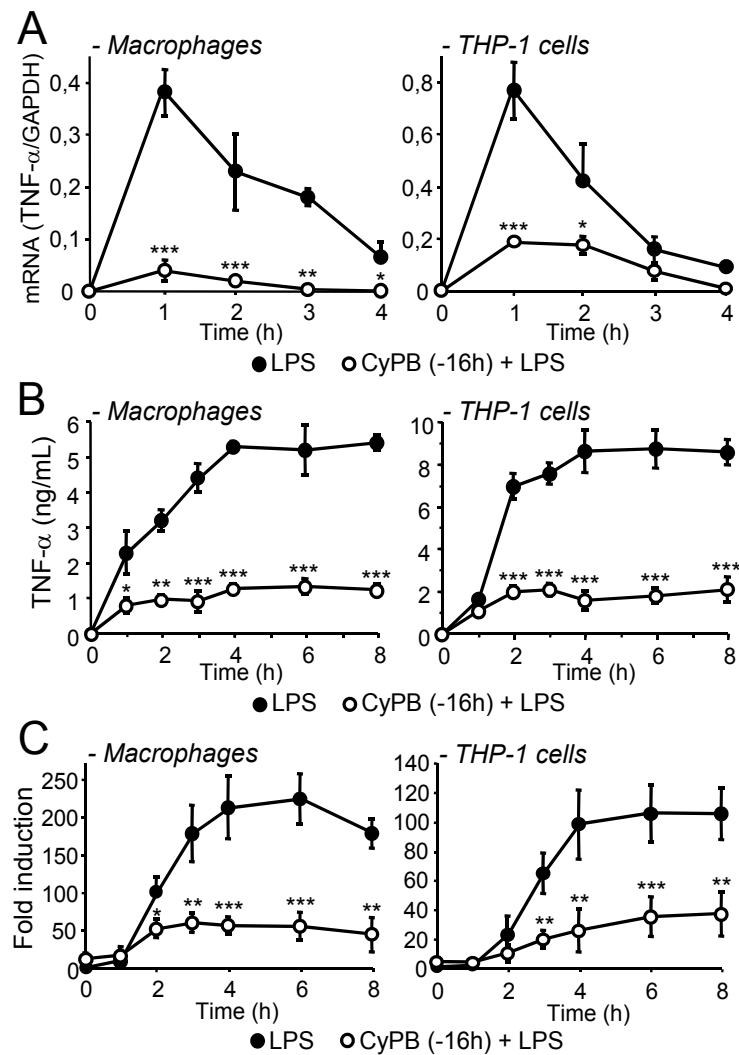 A
- Macrophages
- THP-1 cells
mRNA (TNF-α/GAPDH)
0,4
0,3
0,2
0,1
0
*** *** ** *
0 1 2 3 4
Time (h)
0,8
0,6
0,4
0,2
0
*** *
0 1 2 3 4
Time (h)
LPS CyPB (-16h) + LPS
B
- Macrophages
- THP-1 cells
TNF-α (ng/mL)
6
5
4
3
2
1
0
* ** *** *** *** ***
0 2 4 6 8
Time (h)
10
8
6
4
2
0
*** *** *** *** ***
0 2 4 6 8
Time (h)
LPS CyPB (-16h) + LPS
C
- Macrophages
- THP-1 cells
Fold induction
250
200
150
100
50
0
* ** *** *** **
0 2 4 6 8
Time (h)
140
120
100
80
60
40
20
0
** ** *** **
0 2 4 6 8
Time (h)
LPS CyPB (-16h) + LPS